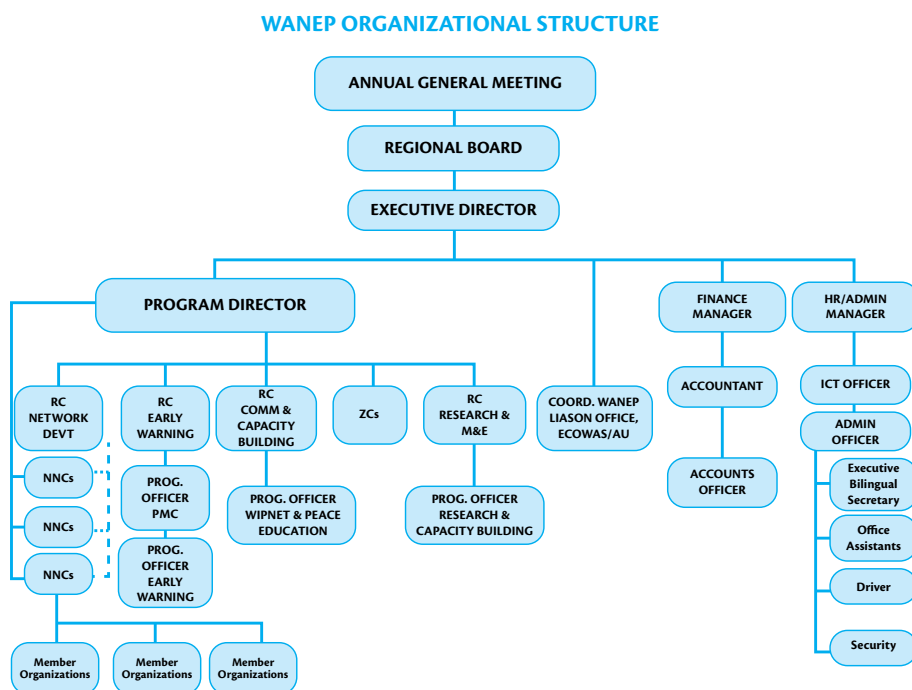 WANEP ORGANIZATIONAL STRUCTURE
ANNUAL GENERAL MEETING
REGIONAL BOARD
EXECUTIVE DIRECTOR
PROGRAM DIRECTOR
FINANCE
MANAGER
HR/ADMIN
MANAGER
RC
NETWORK
DEVT
RC
EARLY
WARNING
RC
COMM &
CAPACITY
BUILDING
ZCs
RC
RESEARCH &
M&E
COORD. WANEP
LIASON OFFICE,
ECOWAS/AU
ACCOUNTANT
ICT OFFICER
ADMIN
OFFICER
NNCs
NNCs
NNCs
PROG.
OFFICER
PMC
PROG.
OFFICER
EARLY
WARNING
PROG. OFFICER
WIPNET & PEACE
EDUCATION
PROG. OFFICER
RESEARCH &
CAPACITY BUILDING
ACCOUNTS
OFFICER
Executive
Bilingual
Secretary
Office
Assistants
Driver
Security
Member
Organizations
Member
Organizations
Member
Organizations